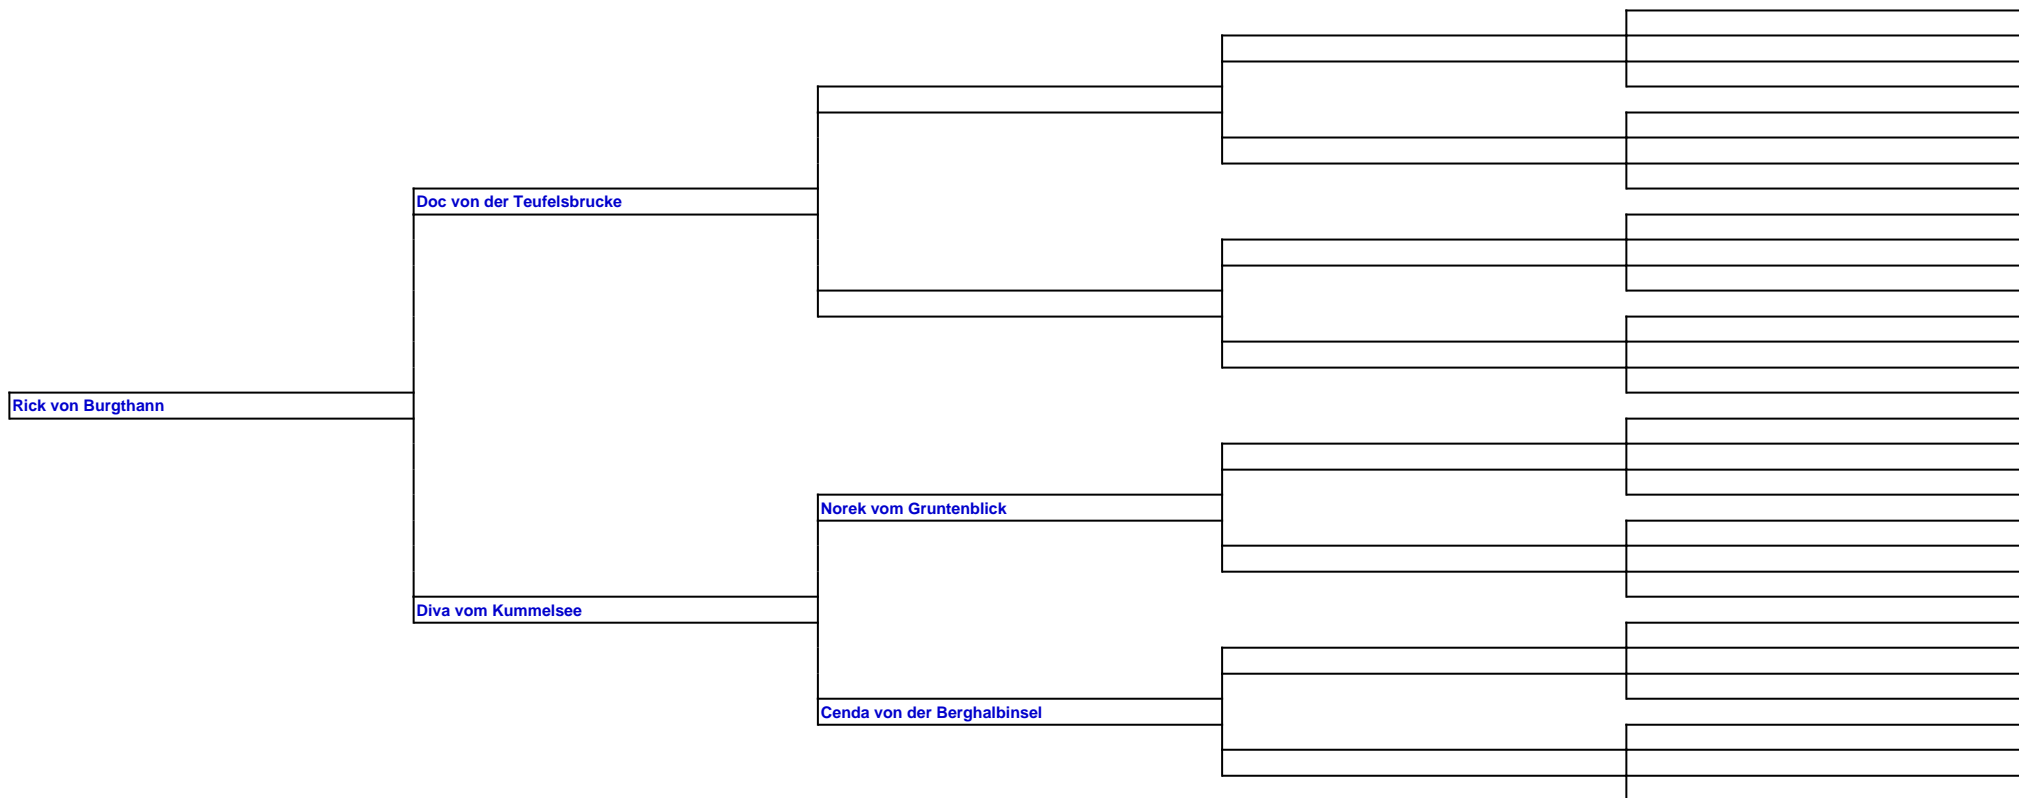 Doc von der Teufelsbrucke
Rick von Burgthann
Norek vom Gruntenblick
Diva vom Kummelsee
Cenda von der Berghalbinsel